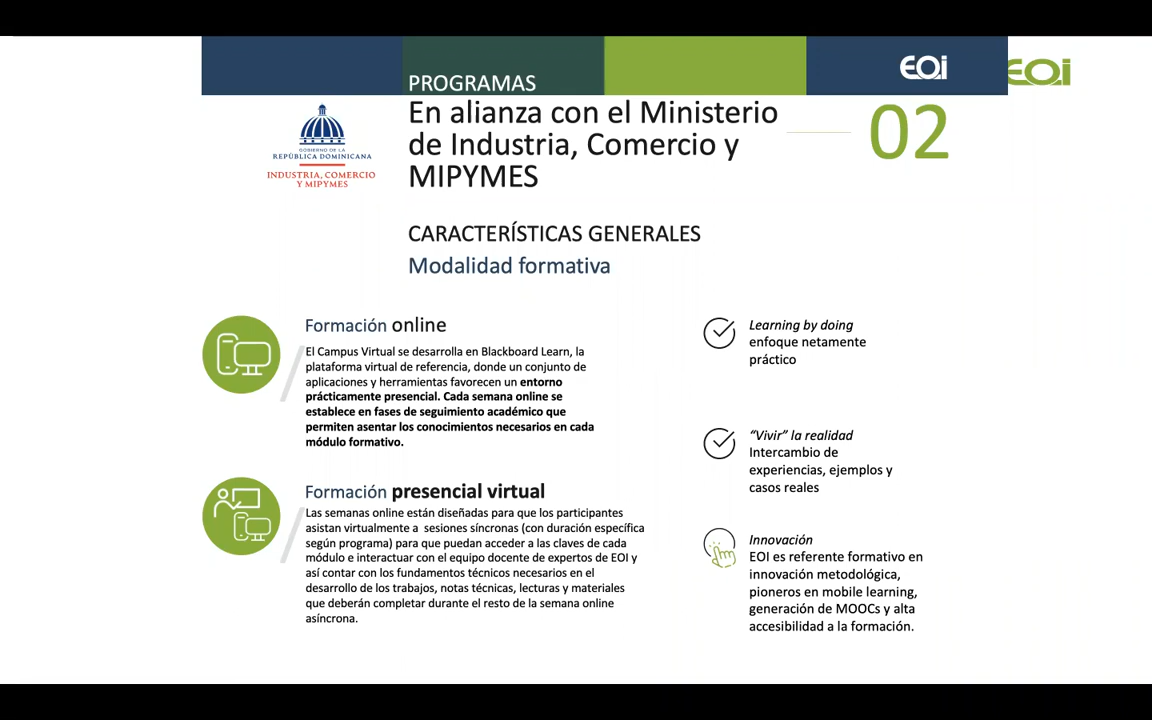 EOI
EOI
PROGRAMAS
En alianza con el Ministerio
de Industria, Comercio y
MIPYMES
02
GOBIERNO DE LA
REPÚBLICA DOMINICANA
INDUSTRIA, COMERCIO
Y MIPYMES
CARACTERÍSTICAS GENERALES
Modalidad formativa
Formación online
El Campus Virtual se desarrolla en Blackboard Learn, la
plataforma virtual de referencia, donde un conjunto de
aplicaciones y herramientas favorecen un entorno
prácticamente presencial. Cada semana online se
establece en fases de seguimiento académico que
permiten asentar los conocimientos necesarios en cada
módulo formativo.
Formación presencial virtual
Las semanas online están diseñadas para que los participantes
asistan virtualmente a sesiones síncronas (con duración específica
según programa) para que puedan acceder a las claves de cada
módulo e interactuar con el equipo docente de expertos de EOI y
así contar con los fundamentos técnicos necesarios en el
desarrollo de los trabajos, notas técnicas, lecturas y materiales
que deberán completar durante el resto de la semana online
asíncrona.
Learning by doing
enfoque netamente
práctico
“Vivir” la realidad
Intercambio de
experiencias, ejemplos y
casos reales
Innovación
EOI es referente formativo en
innovación metodológica,
pioneros en mobile learning,
generación de MOOCs y alta
accesibilidad a la formación.